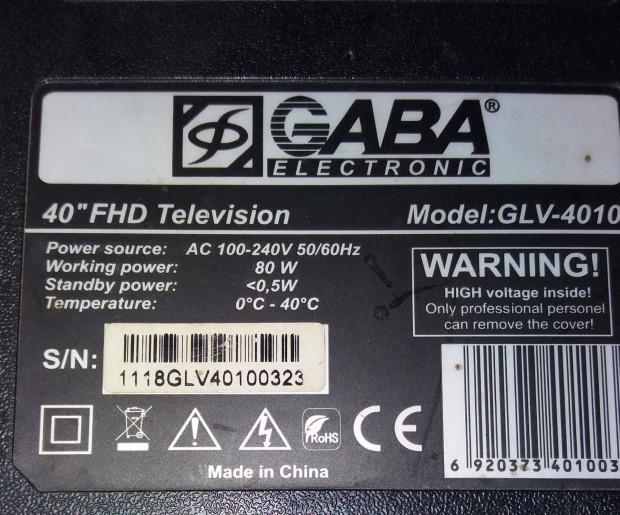 GABA®
ELECTRONIC
40" FHD Television
Model:GLV-4010
Power source: AC 100-240V 50/60Hz
Working power: 80 W
Standby power: <0,5W
Temperature: 0°C - 40°C
WARNING!
HIGH voltage inside!
Only professional personel
can remove the cover!
S/N:
1118GLV40100323
RoHS
CE
6 920373 401003
Made in China